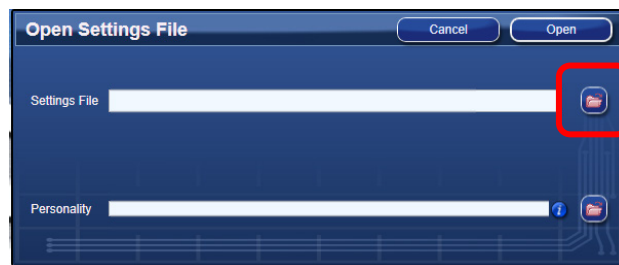 Open Settings File
Cancel
Open
Settings File
Personality
i